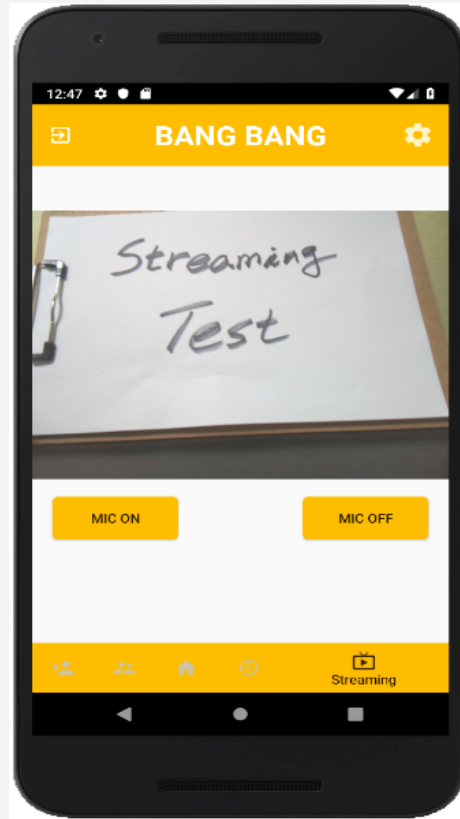 12:47
BANG BANG
Streaming
Test
MIC ON
MIC OFF
Streaming